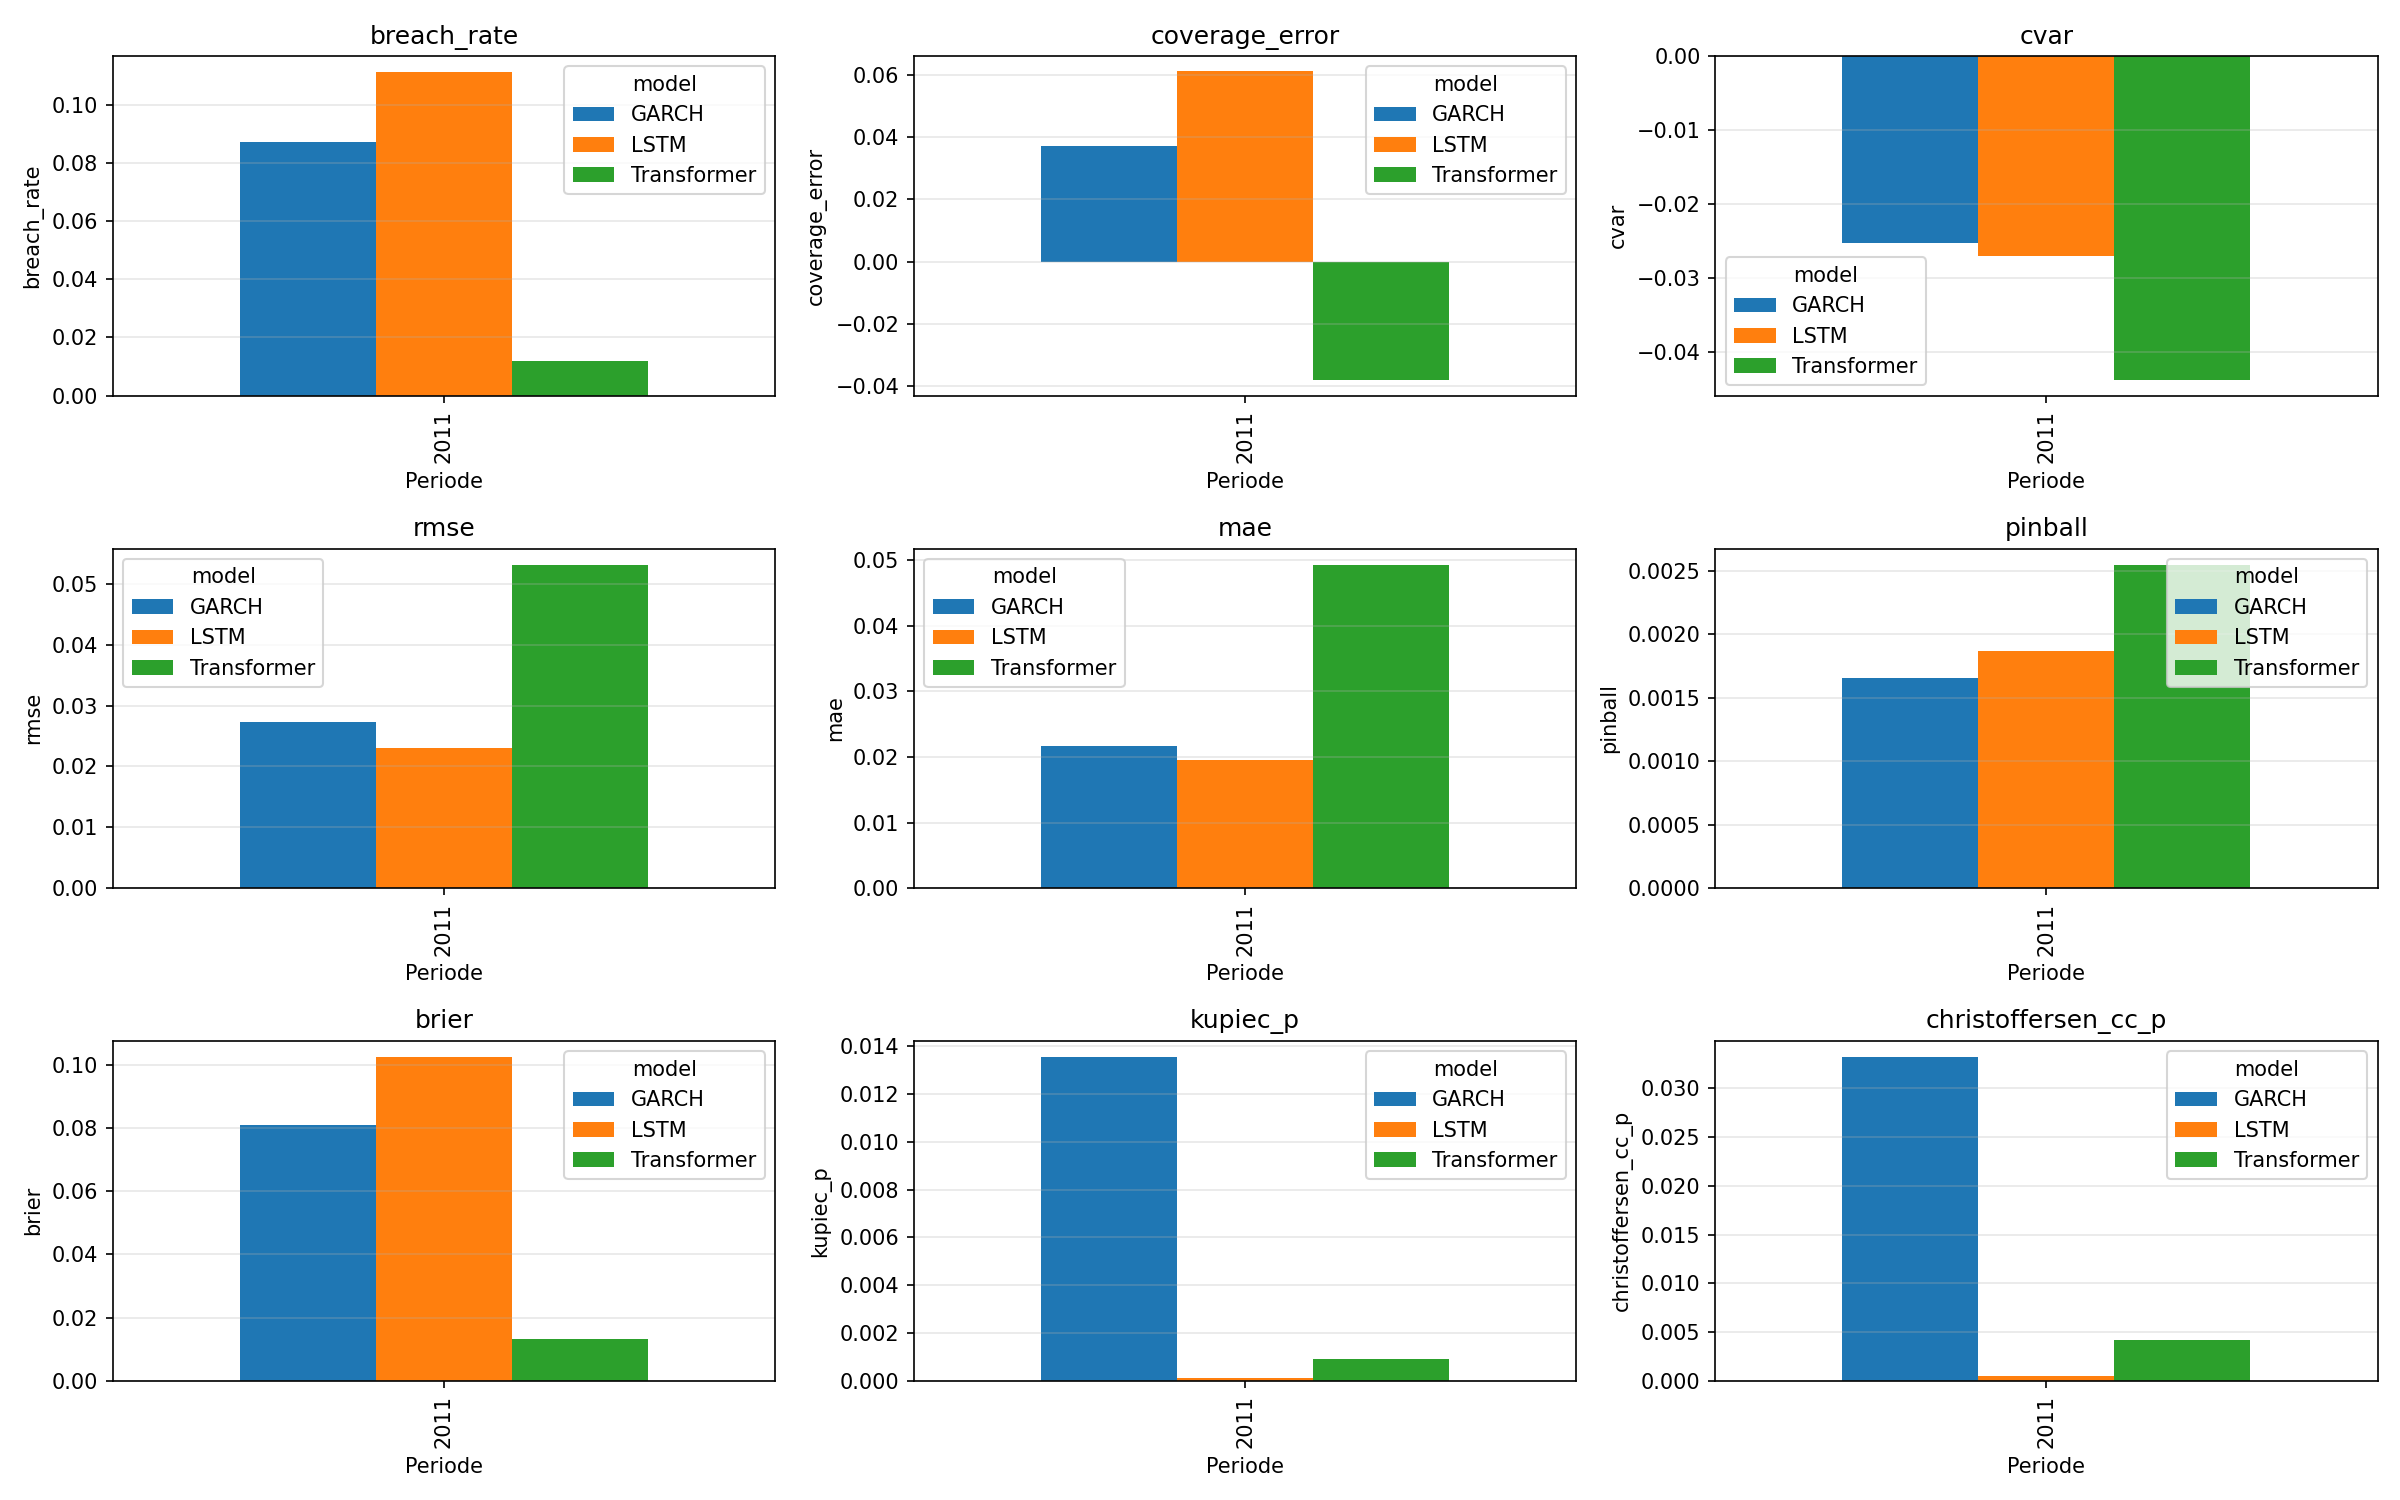 breach_rate
breach_rate
0.10
0.08
0.06
0.04
0.02
0.00
model
GARCH
LSTM
Transformer
2011
Periode
coverage_error
coverage_error
0.06
0.04
0.02
0.00
−0.02
−0.04
model
GARCH
LSTM
Transformer
2011
Periode
cvar
cvar
0.00
−0.01
−0.02
−0.03
−0.04
model
GARCH
LSTM
Transformer
2011
Periode
rmse
rmse
0.05
0.04
0.03
0.02
0.01
0.00
model
GARCH
LSTM
Transformer
2011
Periode
mae
mae
0.05
0.04
0.03
0.02
0.01
0.00
model
GARCH
LSTM
Transformer
2011
Periode
pinball
pinball
0.0025
0.0020
0.0015
0.0010
0.0005
0.0000
model
GARCH
LSTM
Transformer
2011
Periode
brier
brier
0.10
0.08
0.06
0.04
0.02
0.00
model
GARCH
LSTM
Transformer
2011
Periode
kupiec_p
kupiec_p
0.014
0.012
0.010
0.008
0.006
0.004
0.002
0.000
model
GARCH
LSTM
Transformer
2011
Periode
christoffersen_cc_p
christoffersen_cc_p
0.030
0.025
0.020
0.015
0.010
0.005
0.000
model
GARCH
LSTM
Transformer
2011
Periode